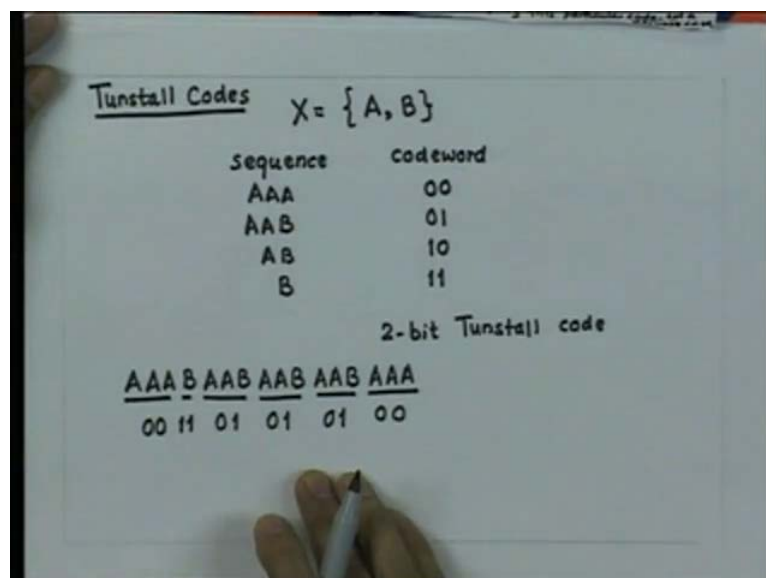 Tunstall Codes X = {A, B}
sequence codeword
AAA 00
AAB 01
AB 10
B 11
2-bit Tunstall code
AAA B AAB AAB AAB AAA
00 11 01 01 01 00